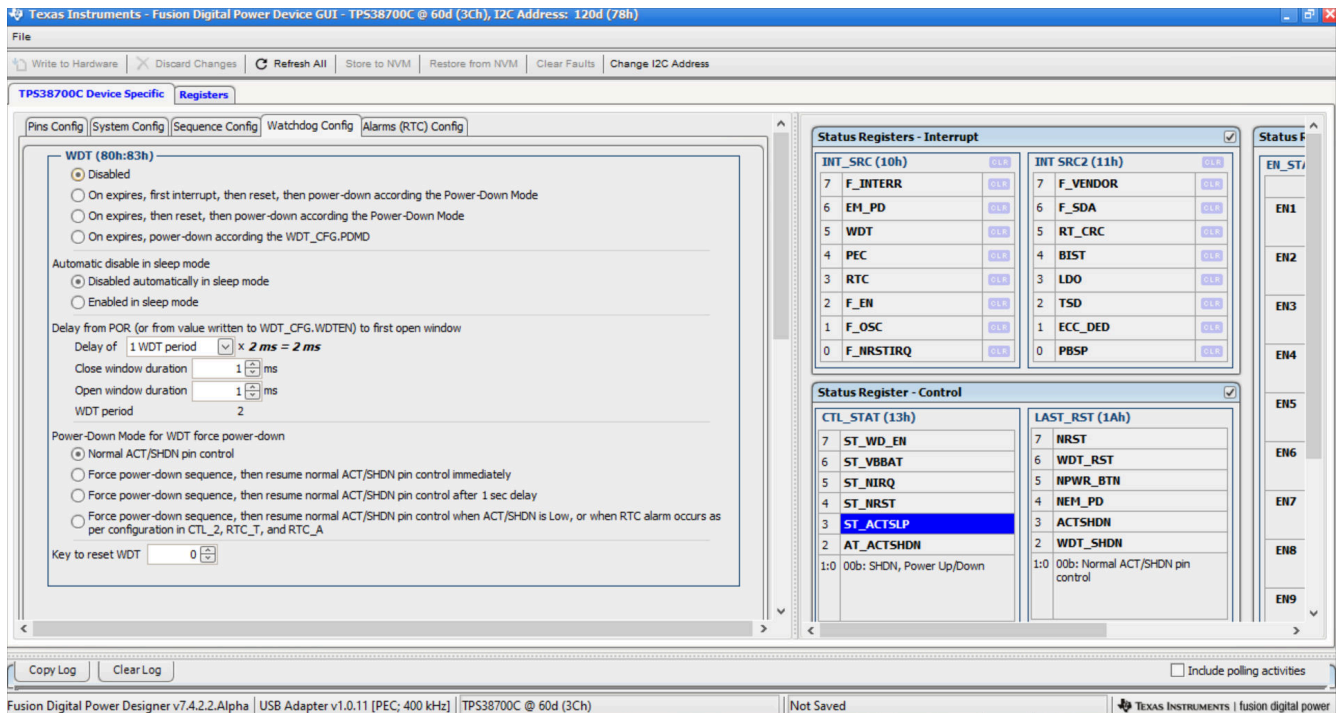 Texas Instruments - Fusion Digital Power Device GUI - TPS38700C @ 60d (3Ch), I2C Address: 120d (78h)
File
Write to Hardware Discard Changes Refresh All Store to NVM Restore from NVM Clear Faults Change I2C Address
TPS38700C Device Specific Registers
Pins Config System Config Sequence Config Watchdog Config Alarms (RTC) Config
WDT (80h:83h)
Disabled
On expires, first interrupt, then reset, then power-down according the Power-Down Mode
On expires, then reset, then power-down according the Power-Down Mode
On expires, power-down according the WDT_CFG.PDMD
Automatic disable in sleep mode
Disabled automatically in sleep mode
Enabled in sleep mode
Delay from POR (or from value written to WDT_CFG.WDTEN) to first open window
Delay of 1 WDT period x 2 ms = 2 ms
Close window duration 1 ms
Open window duration 1 ms
WDT period 2
Power-Down Mode for WDT force power-down
Normal ACT/SHDN pin control
Force power-down sequence, then resume normal ACT/SHDN pin control immediately
Force power-down sequence, then resume normal ACT/SHDN pin control after 1 sec delay
Force power-down sequence, then resume normal ACT/SHDN pin control when ACT/SHDN is Low, or when RTC alarm occurs as
per configuration in CTL_2, RTC_T, and RTC_A
Key to reset WDT 0
Status Registers - Interrupt
INT_SRC (10h) CLR
7 F_INTERR CLR
6 EM_PD CLR
5 WDT CLR
4 PEC CLR
3 RTC CLR
2 F_EN CLR
1 F_OSC CLR
0 F_NRSTIRQ CLR
INT SRC2 (11h) CLR
7 F_VENDOR CLR
6 F_SDA CLR
5 RT_CRC CLR
4 BIST CLR
3 LDO CLR
2 TSD CLR
1 ECC_DED CLR
0 PBSP CLR
Status Register - Control
CTL_STAT (13h)
7 ST_WD_EN
6 ST_VBBAT
5 ST_NIRQ
4 ST_NRST
3 ST_ACTSLP
2 AT_ACTSHDN
1:0 00b: SHDN, Power Up/Down
LAST_RST (1Ah)
7 NRST
6 WDT_RST
5 NPWR_BTN
4 NEM_PD
3 ACTSHDN
2 WDT_SHDN
1:0 00b: Normal ACT/SHDN pin
control
Status
EN_ST
EN1
EN2
EN3
EN4
EN5
EN6
EN7
EN8
EN9
Copy Log Clear Log Include polling activities
Fusion Digital Power Designer v7.4.2.2.Alpha USB Adapter v1.0.11 [PEC; 400 kHz] TPS38700C @ 60d (3Ch) Not Saved TEXAS INSTRUMENTS | fusion digital power